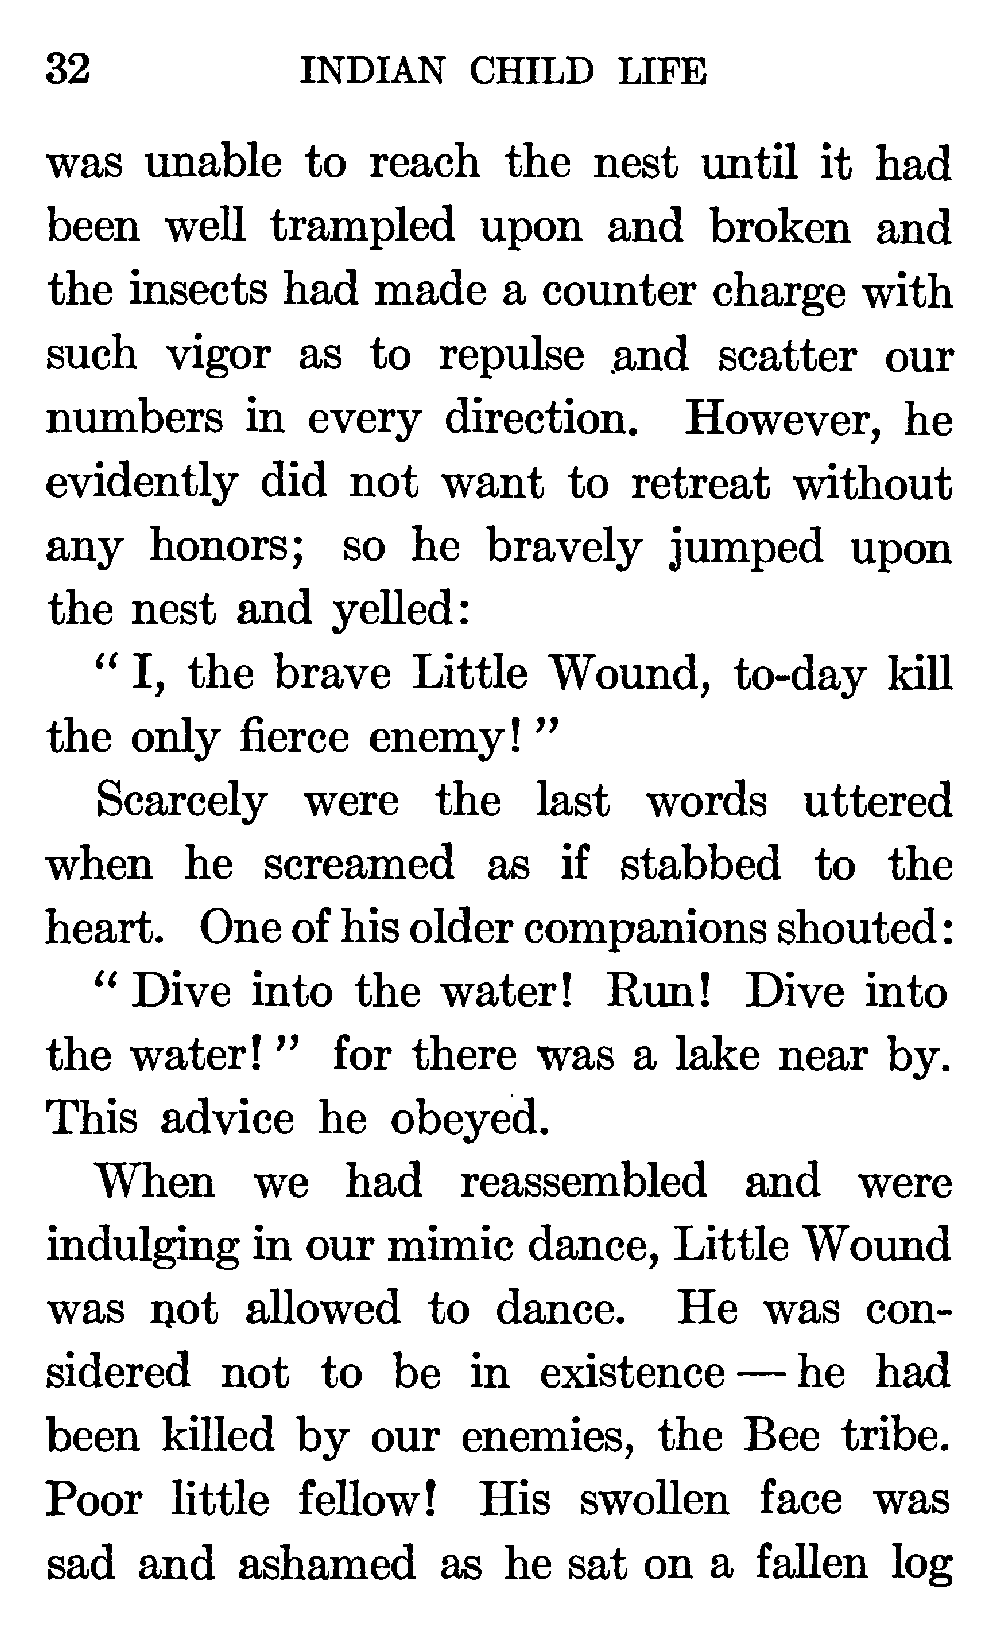 32 INDIAN CHILD LIFE
was unable to reach the nest until it had
been well trampled upon and broken and
the insects had made a counter charge with
such vigor as to repulse and scatter our
numbers in every direction. However, he
evidently did not want to retreat without
any honors; so he bravely jumped upon
the nest and yelled:
“ I, the brave Little Wound, to-day kill
the only fierce enemy! ”
Scarcely were the last words uttered
when he screamed as if stabbed to the
heart. One of his older companions shouted:
“ Dive into the water! Run! Dive into
the water! ” for there was a lake near by.
This advice he obeyed.
When we had reassembled and were
indulging in our mimic dance, Little Wound
was not allowed to dance. He was con-
sidered not to be in existence — he had
been killed by our enemies, the Bee tribe.
Poor little fellow! His swollen face was
sad and ashamed as he sat on a fallen log